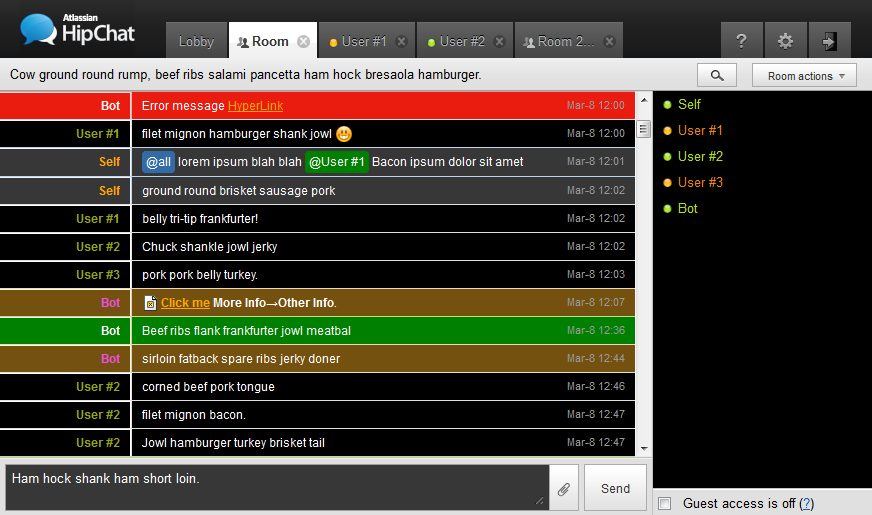 Atlassian
HipChat
Lobby
Room
User #1
User #2
Room 2...
?
Cow ground round rump, beef ribs salami pancetta ham hock bresaola hamburger.
Room actions
Bot Error message HyperLink Mar-8 12:00
User #1 filet mignon hamburger shank jowl Mar-8 12:00
Self @all lorem ipsum blah blah @User #1 Bacon ipsum dolor sit amet Mar-8 12:01
Self ground round brisket sausage pork Mar-8 12:02
User #1 belly tri-tip frankfurter! Mar-8 12:02
User #2 Chuck shankle jowl jerky Mar-8 12:02
User #3 pork pork belly turkey. Mar-8 12:03
Bot Click me More Info→Other Info. Mar-8 12:07
Bot Beef ribs flank frankfurter jowl meatbal Mar-8 12:36
Bot sirloin fatback spare ribs jerky doner Mar-8 12:44
User #2 corned beef pork tongue Mar-8 12:46
User #2 filet mignon bacon. Mar-8 12:47
User #2 Jowl hamburger turkey brisket tail Mar-8 12:47
Self
User #1
User #2
User #3
Bot
Ham hock shank ham short loin.
Send
Guest access is off (?)